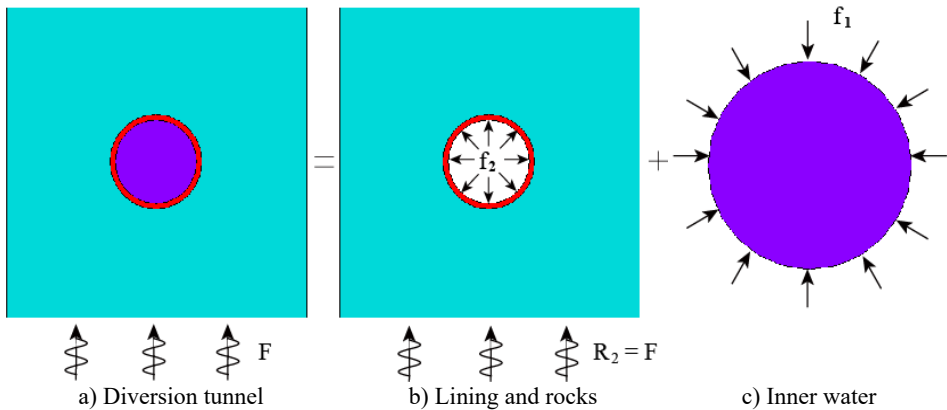 f₁
f₂
=
+
F
R₂ = F
a) Diversion tunnel
b) Lining and rocks
c) Inner water